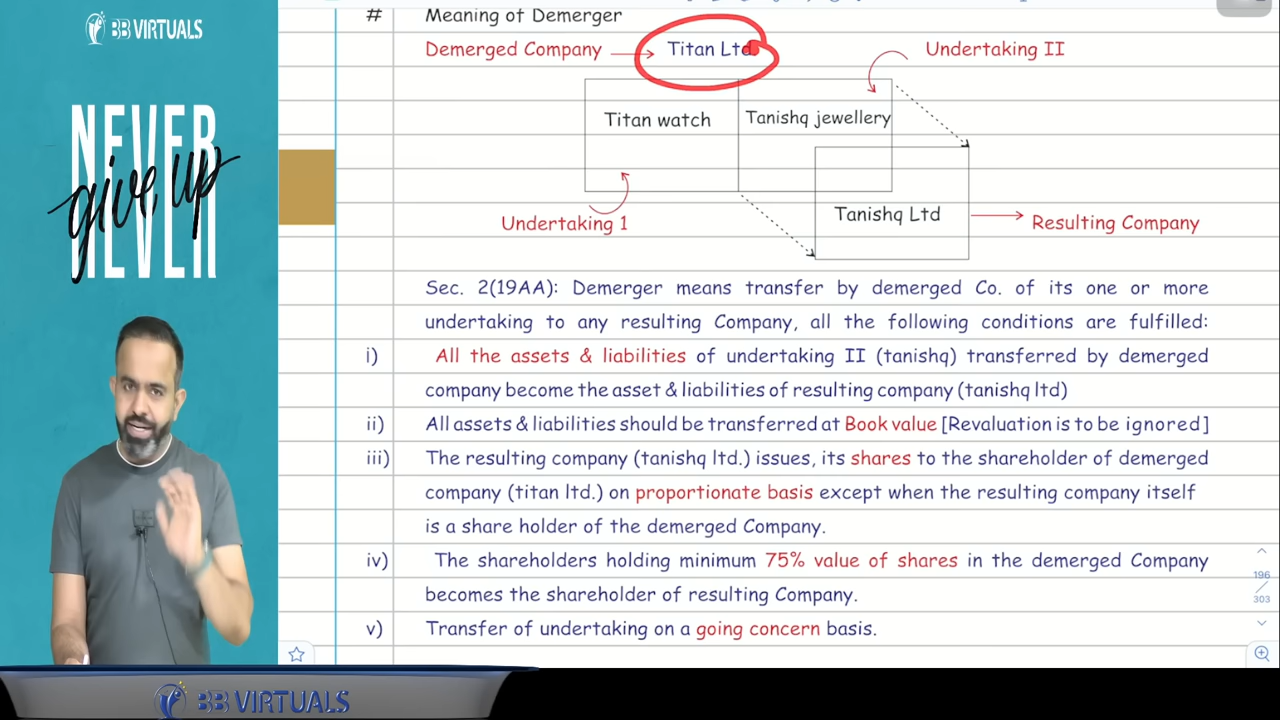 BB VIRTUALS
NEVER
give up
NEVER
# Meaning of Demerger
Demerged Company Titan Ltd Undertaking II
Titan watch Tanishq jewellery
Undertaking 1 Tanishq Ltd Resulting Company
Sec. 2(19AA): Demerger means transfer by demerged Co. of its one or more
undertaking to any resulting Company, all the following conditions are fulfilled:
i) All the assets & liabilities of undertaking II (tanishq) transferred by demerged
company become the asset & liabilities of resulting company (tanishq ltd)
ii) All assets & liabilities should be transferred at Book value [Revaluation is to be ignored]
iii) The resulting company (tanishq ltd.) issues, its shares to the shareholder of demerged
company (titan ltd.) on proportionate basis except when the resulting company itself
is a share holder of the demerged Company.
iv) The shareholders holding minimum 75% value of shares in the demerged Company
becomes the shareholder of resulting Company.
v) Transfer of undertaking on a going concern basis.
196
303
BB VIRTUALS